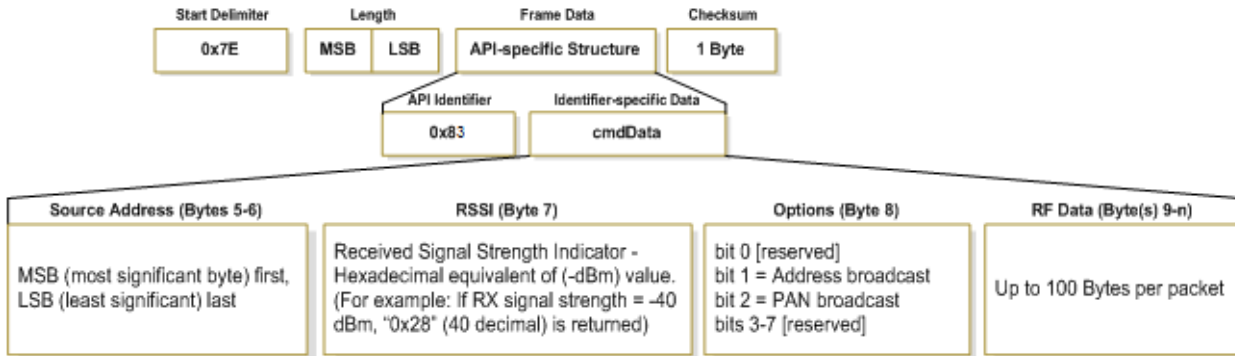 Start Delimiter
Length
Frame Data
Checksum
0x7E
MSB
LSB
API-specific Structure
1 Byte
API Identifier
Identifier-specific Data
0x83
cmdData
Source Address (Bytes 5-6)
MSB (most significant byte) first,
LSB (least significant) last
RSSI (Byte 7)
Received Signal Strength Indicator -
Hexadecimal equivalent of (-dBm) value.
(For example: If RX signal strength = -40
dBm, “0x28” (40 decimal) is returned)
Options (Byte 8)
bit 0 [reserved]
bit 1 = Address broadcast
bit 2 = PAN broadcast
bits 3-7 [reserved]
RF Data (Byte(s) 9-n)
Up to 100 Bytes per packet